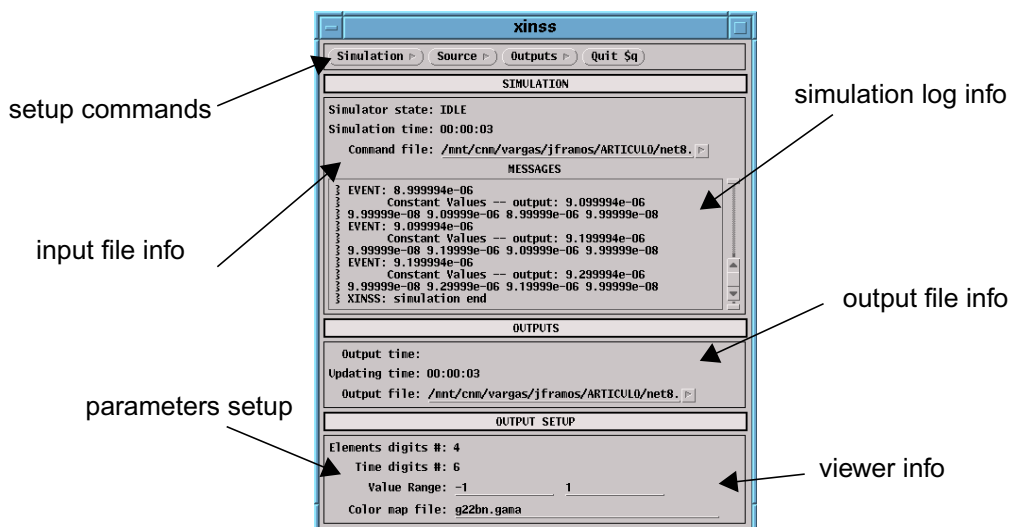 xinss
Simulation Source Outputs Quit $q
setup commands
SIMULATION
simulation log info
Simulator state: IDLE
Simulation time: 00:00:03
Command file: /mnt/cnm/vargas/jframos/ARTICULO/net8.
MESSAGES
input file info
EVENT: 8.999994e-06
Constant Values -- output: 9.099994e-06
9.99999e-08 9.09999e-06 8.99999e-06 9.99999e-08
EVENT: 9.099994e-06
Constant Values -- output: 9.199994e-06
9.99999e-08 9.19999e-06 9.09999e-06 9.99999e-08
EVENT: 9.199994e-06
Constant Values -- output: 9.299994e-06
9.99999e-08 9.29999e-06 9.19999e-06 9.99999e-08
XINSS: simulation end
output file info
OUTPUTS
Output time:
Updating time: 00:00:03
Output file: /mnt/cnm/vargas/jframos/ARTICULO/net8.
parameters setup
OUTPUT SETUP
Elements digits #: 4
Time digits #: 6
viewer info
Value Range: -1 1
Color map file: g22bn.gama